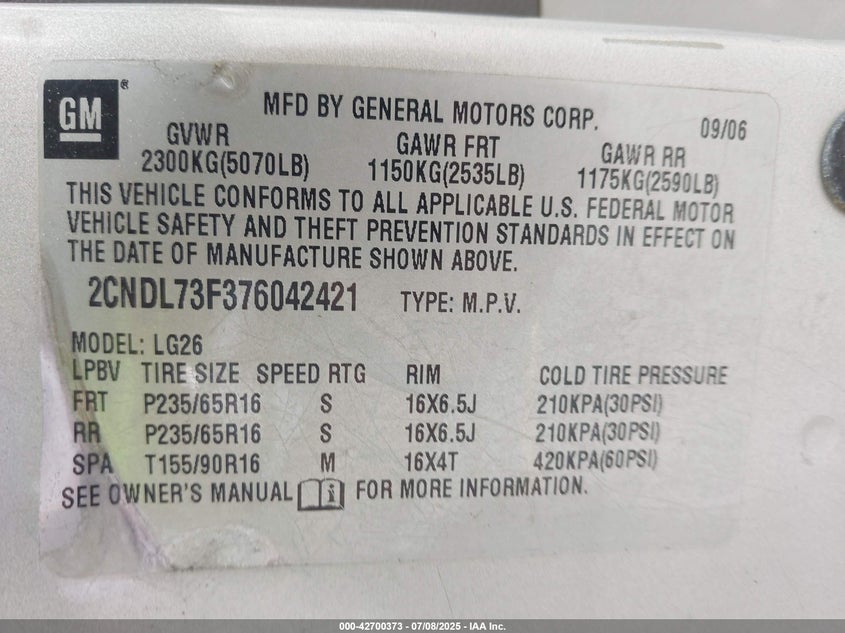 GM®
MFD BY GENERAL MOTORS CORP. 09/06
GVWR GAWR FRT GAWR RR
2300KG(5070LB) 1150KG(2535LB) 1175KG(2590LB)
THIS VEHICLE CONFORMS TO ALL APPLICABLE U.S. FEDERAL MOTOR
VEHICLE SAFETY AND THEFT PREVENTION STANDARDS IN EFFECT ON
THE DATE OF MANUFACTURE SHOWN ABOVE.
2CNDL73F376042421 TYPE: M.P.V.
MODEL: LG26
LPBV TIRE SIZE SPEED RTG RIM COLD TIRE PRESSURE
FRT P235/65R16 S 16X6.5J 210KPA(30PSI)
RR P235/65R16 S 16X6.5J 210KPA(30PSI)
SPA T155/90R16 M 16X4T 420KPA(60PSI)
SEE OWNER'S MANUAL i FOR MORE INFORMATION.
000-42700373 - 07/08/2025 - IAA Inc.